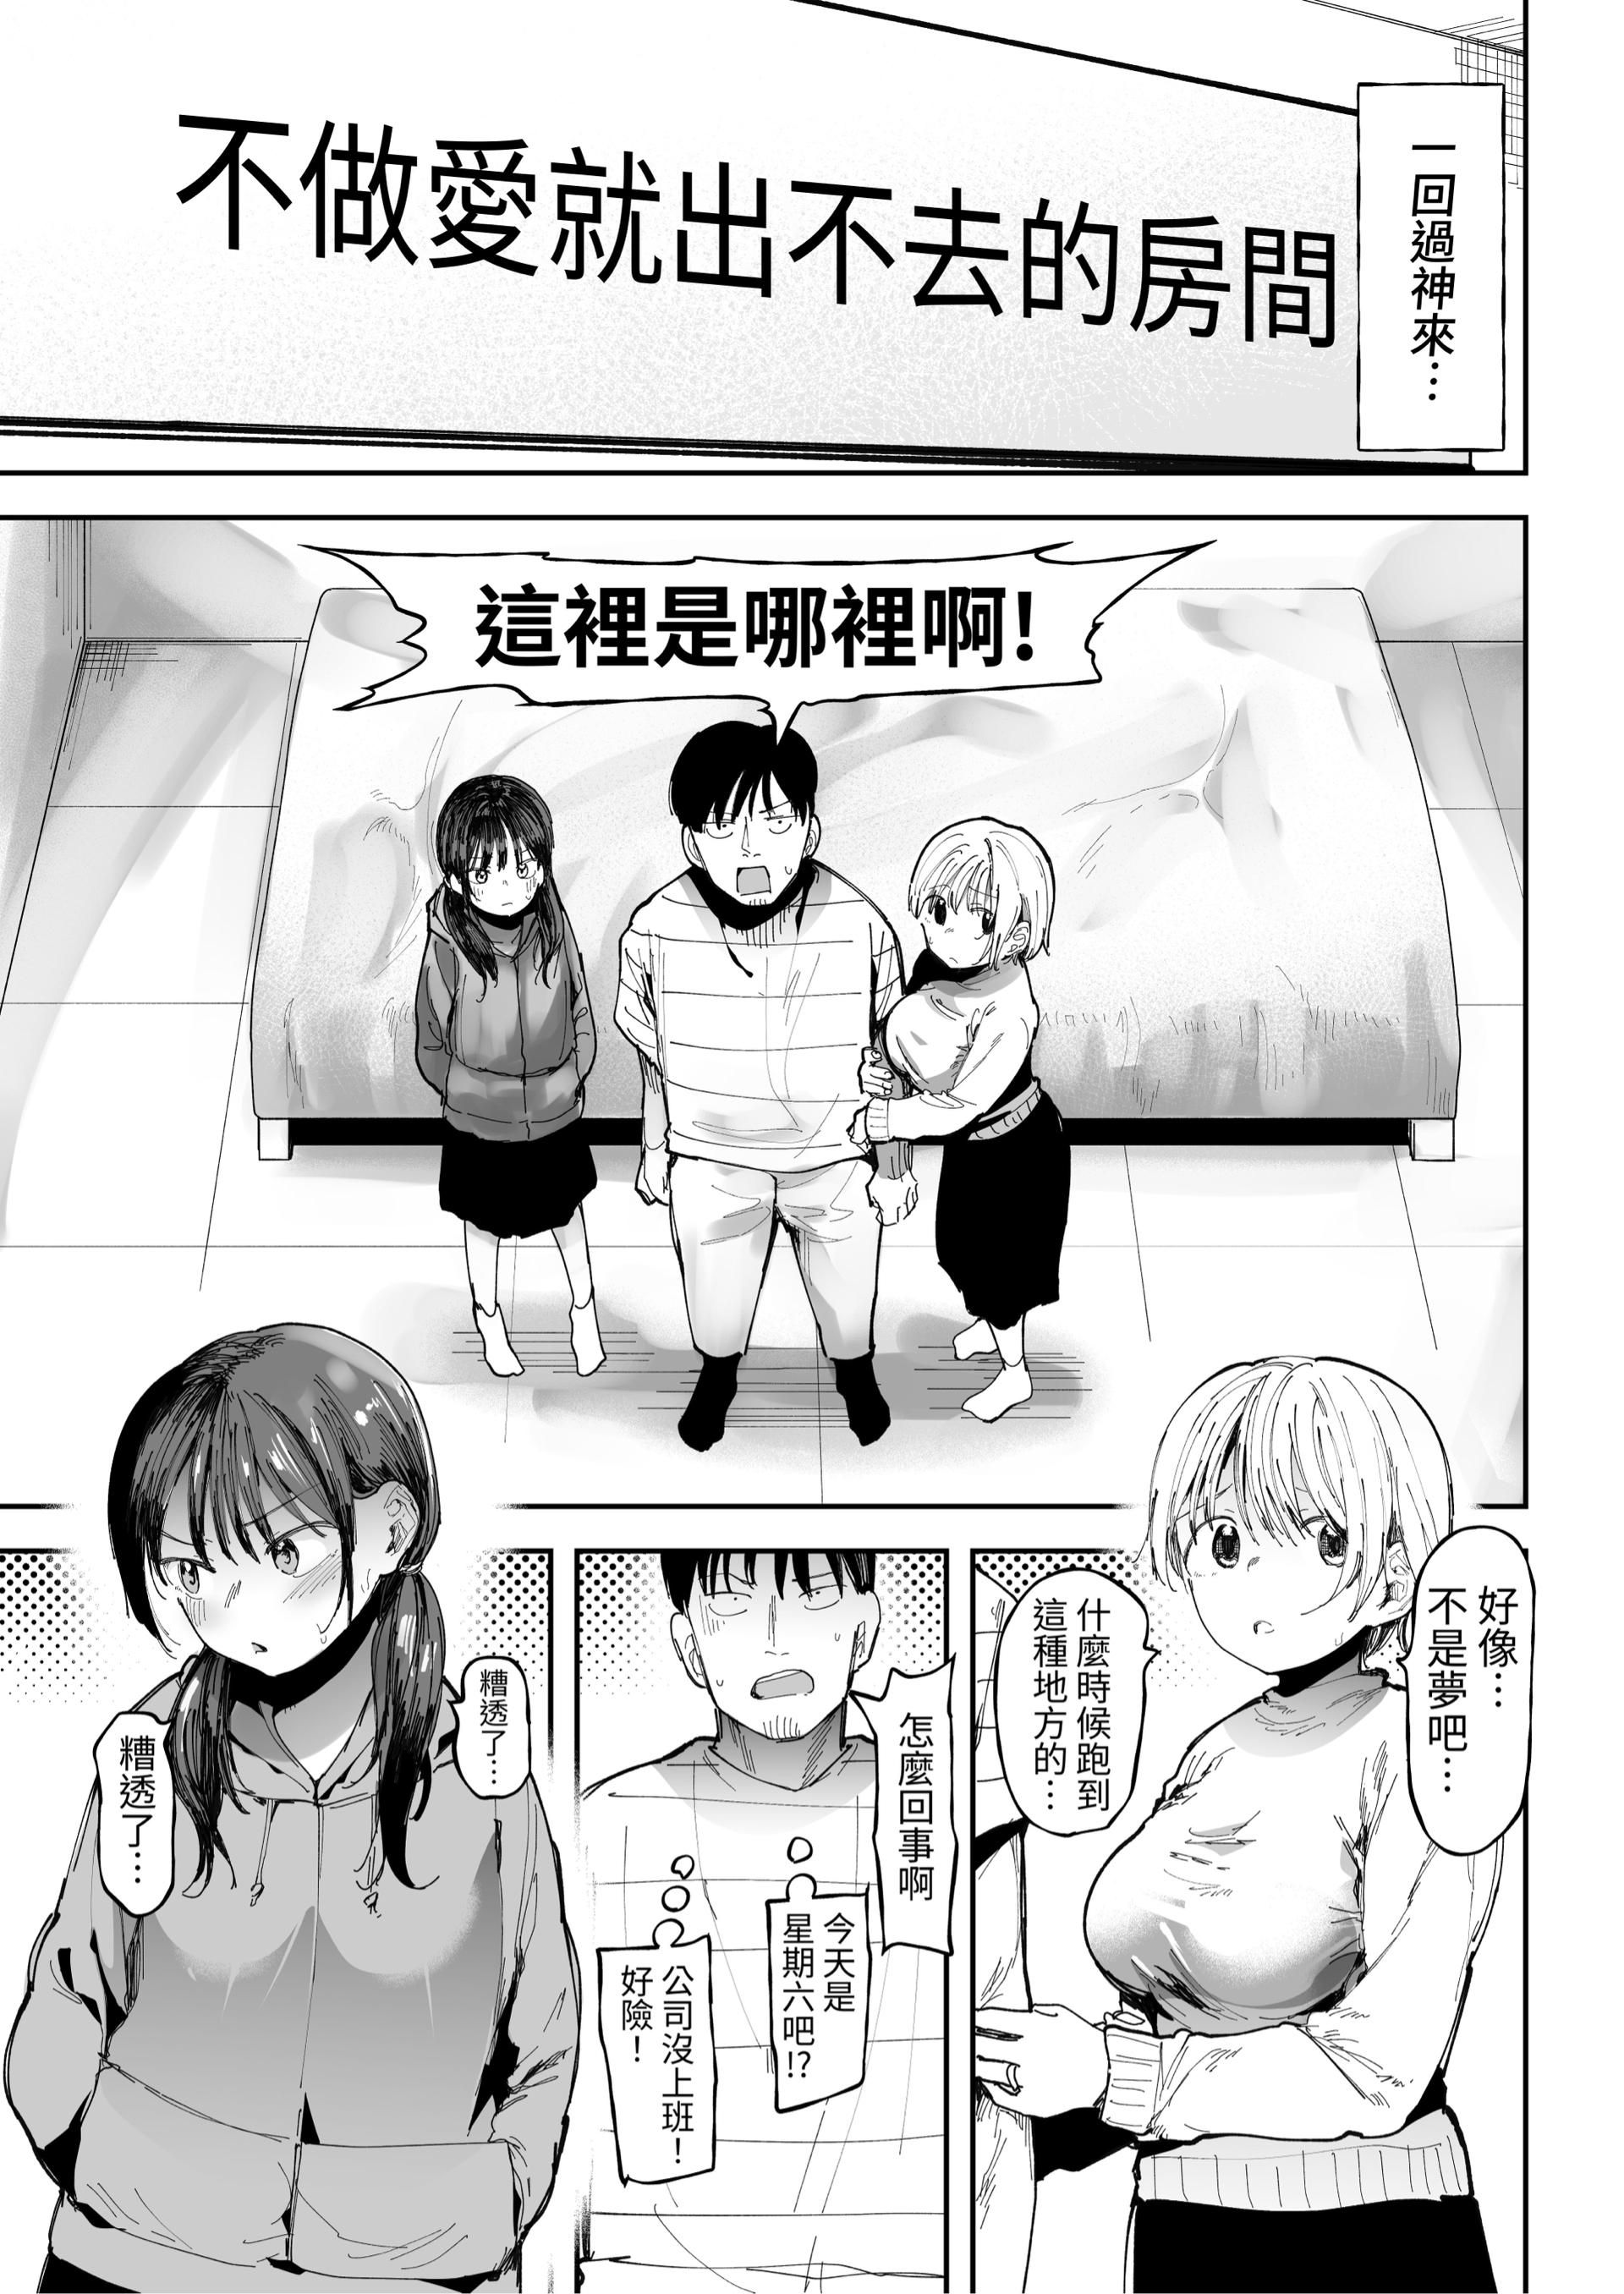 一回過神來…
不做愛就出不去的房間
這裡是哪裡啊!
好像…
不是夢吧…
什麼時候跑到
這種地方的…
怎麼回事啊
今天是
星期六吧!?
公司沒上班!
好險!
糟透了…
糟透了…